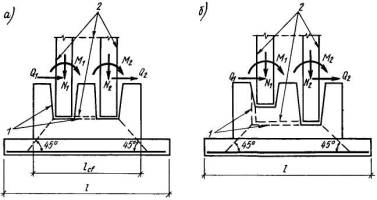 а)
2
M₁
M₂
Q₁
N₁
N₂
Q₂
1
45°
45°
l_cf
l
б)
2
M₁
M₂
Q₁
N₁
N₂
Q₂
1
45°
45°
l